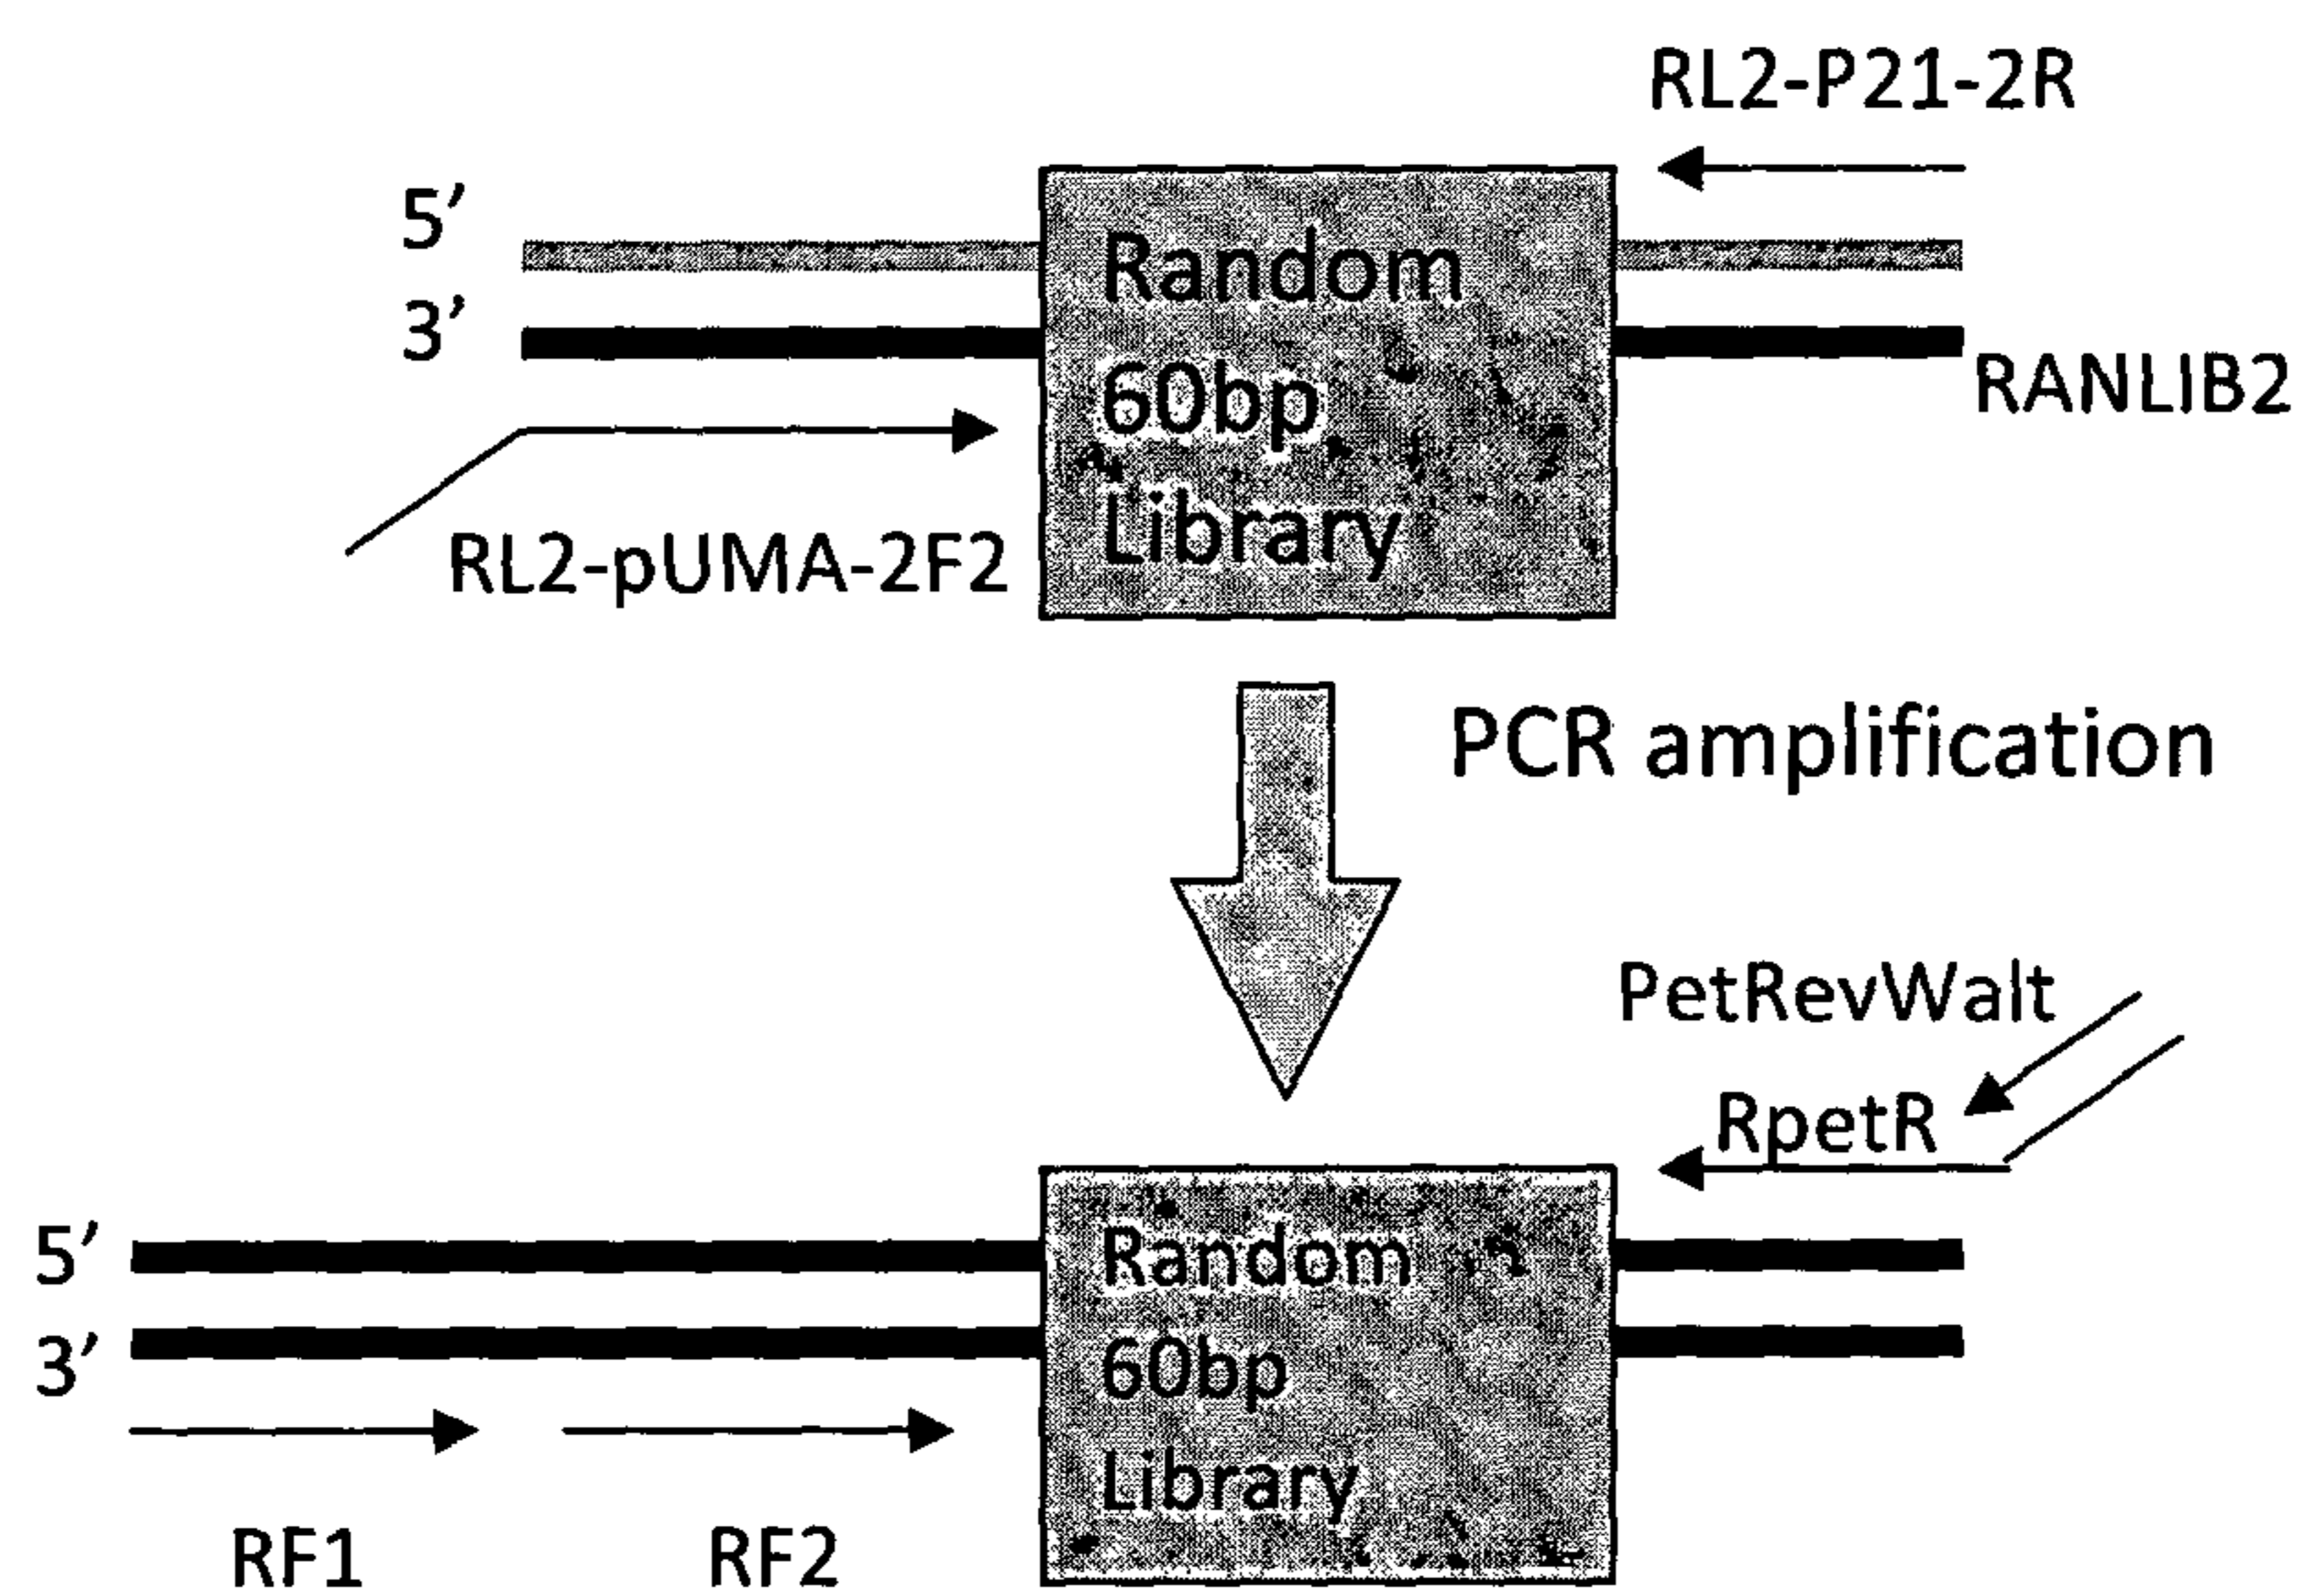 RL2-P21-2R
5’
3’
Random
60bp
Library
RANLIB2
RL2-pUMA-2F2
PCR amplification
PetRevWalt
RpetR
5’
3’
Random
60bp
Library
RF1
RF2